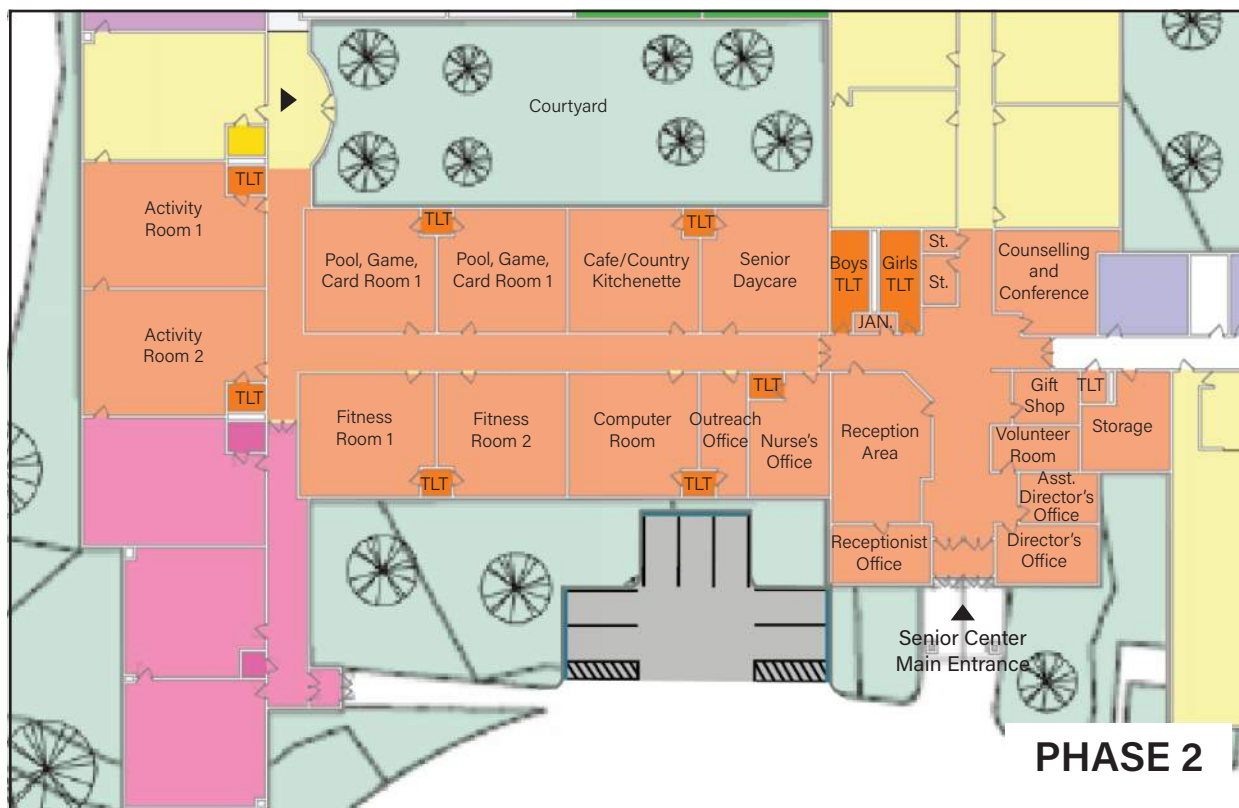 Courtyard
TLT
Activity
Room 1
TLT
TLT
Pool, Game,
Card Room 1
Pool, Game,
Card Room 1
Cafe/Country
Kitchenette
Senior
Daycare
Boys
TLT
Girls
TLT
St.
St.
JAN.
Counselling
and
Conference
Activity
Room 2
TLT
Fitness
Room 1
Fitness
Room 2
Computer
Room
Outreach
Office
TLT
Nurse's
Office
TLT
TLT
Reception
Area
Gift
Shop
TLT
Storage
Volunteer
Room
Asst.
Director's
Office
Receptionist
Office
Director's
Office
Senior Center
Main Entrance
PHASE 2